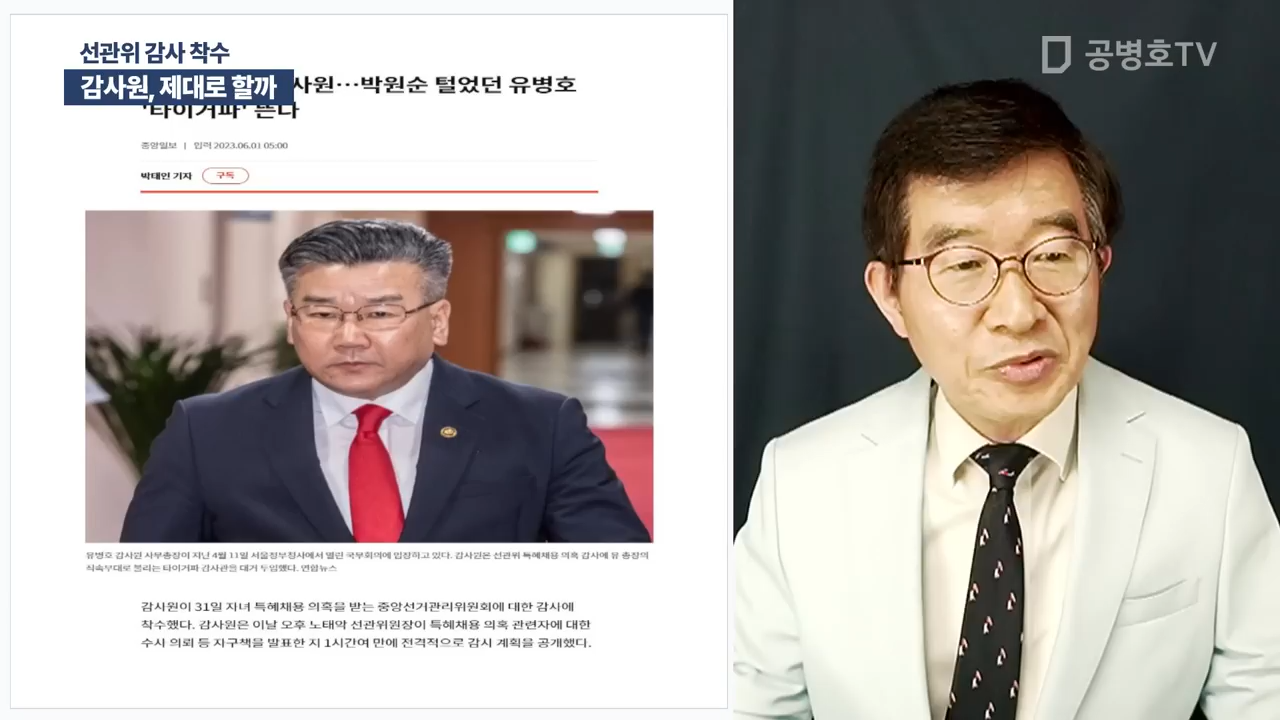 선관위 감사 착수
감사원, 제대로 할까
사원…박원순 털었던 유병호
'타이거파' 뜬다
중앙일보 | 입력 2023.06.01 05:00
박태인 기자 구독
유병호 감사원 사무총장이 지난 4월 11일 서울정부청사에서 열린 국무회의에 입장하고 있다. 감사원은 선관위 특혜채용 의혹 감사에 유 총장의
직속부대로 불리는 타이거파 감사관을 대거 투입했다. 연합뉴스
감사원이 31일 자녀 특혜채용 의혹을 받는 중앙선거관리위원회에 대한 감사에
착수했다. 감사원은 이날 오후 노태악 선관위원장이 특혜채용 의혹 관련자에 대한
수사 의뢰 등 자구책을 발표한 지 1시간여 만에 전격적으로 감사 계획을 공개했다.
공병호TV